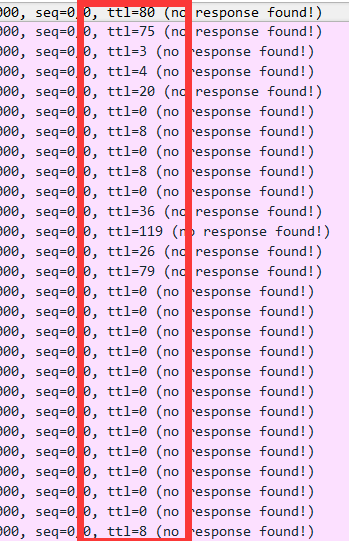 000, seq=0/0, ttl=80 (no response found!)
000, seq=0/0, ttl=75 (no response found!)
000, seq=0/0, ttl=3 (no response found!)
000, seq=0/0, ttl=4 (no response found!)
000, seq=0/0, ttl=20 (no response found!)
000, seq=0/0, ttl=0 (no response found!)
000, seq=0/0, ttl=8 (no response found!)
000, seq=0/0, ttl=0 (no response found!)
000, seq=0/0, ttl=8 (no response found!)
000, seq=0/0, ttl=0 (no response found!)
000, seq=0/0, ttl=36 (no response found!)
000, seq=0/0, ttl=119 (no response found!)
000, seq=0/0, ttl=26 (no response found!)
000, seq=0/0, ttl=79 (no response found!)
000, seq=0/0, ttl=0 (no response found!)
000, seq=0/0, ttl=0 (no response found!)
000, seq=0/0, ttl=0 (no response found!)
000, seq=0/0, ttl=0 (no response found!)
000, seq=0/0, ttl=0 (no response found!)
000, seq=0/0, ttl=0 (no response found!)
000, seq=0/0, ttl=0 (no response found!)
000, seq=0/0, ttl=0 (no response found!)
000, seq=0/0, ttl=0 (no response found!)
000, seq=0/0, ttl=0 (no response found!)
000, seq=0/0, ttl=0 (no response found!)
000, seq=0/0, ttl=0 (no response found!)
000, seq=0/0, ttl=8 (no response found!)